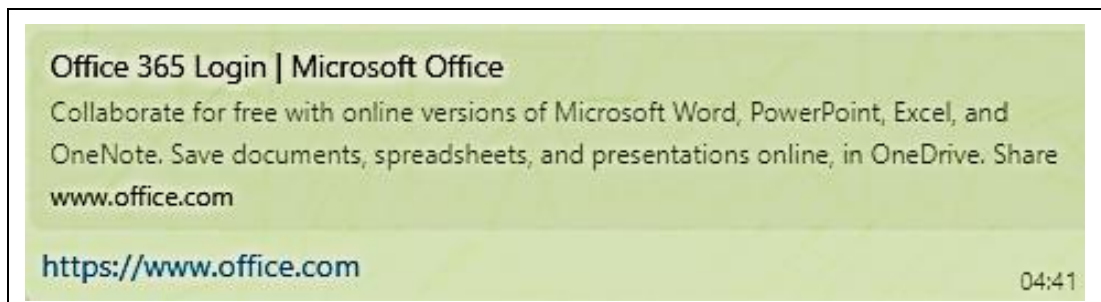 Office 365 Login | Microsoft Office
Collaborate for free with online versions of Microsoft Word, PowerPoint, Excel, and
OneNote. Save documents, spreadsheets, and presentations online, in OneDrive. Share
www.office.com
https://www.office.com
04:41